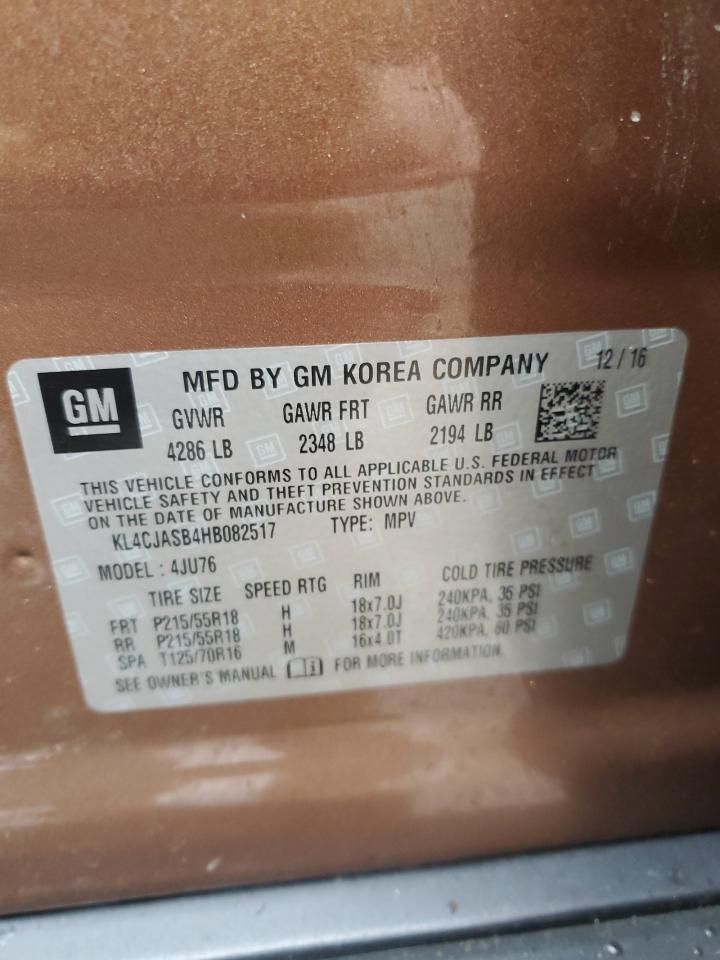 GM
MFD BY GM KOREA COMPANY 12/16
GVWR GAWR FRT GAWR RR
4286 LB 2348 LB 2194 LB
THIS VEHICLE CONFORMS TO ALL APPLICABLE U.S. FEDERAL MOTOR
VEHICLE SAFETY AND THEFT PREVENTION STANDARDS IN EFFECT
ON THE DATE OF MANUFACTURE SHOWN ABOVE.
KL4CJASB4HB082517 TYPE: MPV
MODEL : 4JU76
TIRE SIZE SPEED RTG RIM COLD TIRE PRESSURE
FRT P215/55R18 H 18x7.0J 240KPA, 35 PSI
RR P215/55R18 H 18x7.0J 240KPA, 35 PSI
SPA T125/70R16 M 16x4.0T 420KPA, 60 PSI
SEE OWNER'S MANUAL FOR MORE INFORMATION.